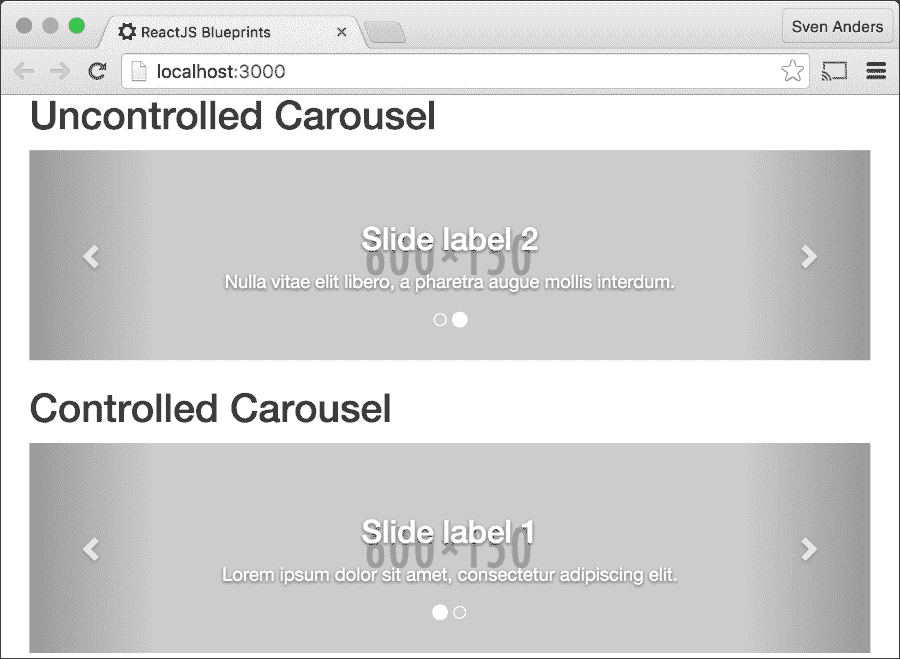 ReactJS Blueprints
Sven Anders
localhost:3000
Uncontrolled Carousel
Slide label 2
800×150
Nulla vitae elit libero, a pharetra augue mollis interdum.
Controlled Carousel
Slide label 1
800×150
Lorem ipsum dolor sit amet, consectetur adipiscing elit.